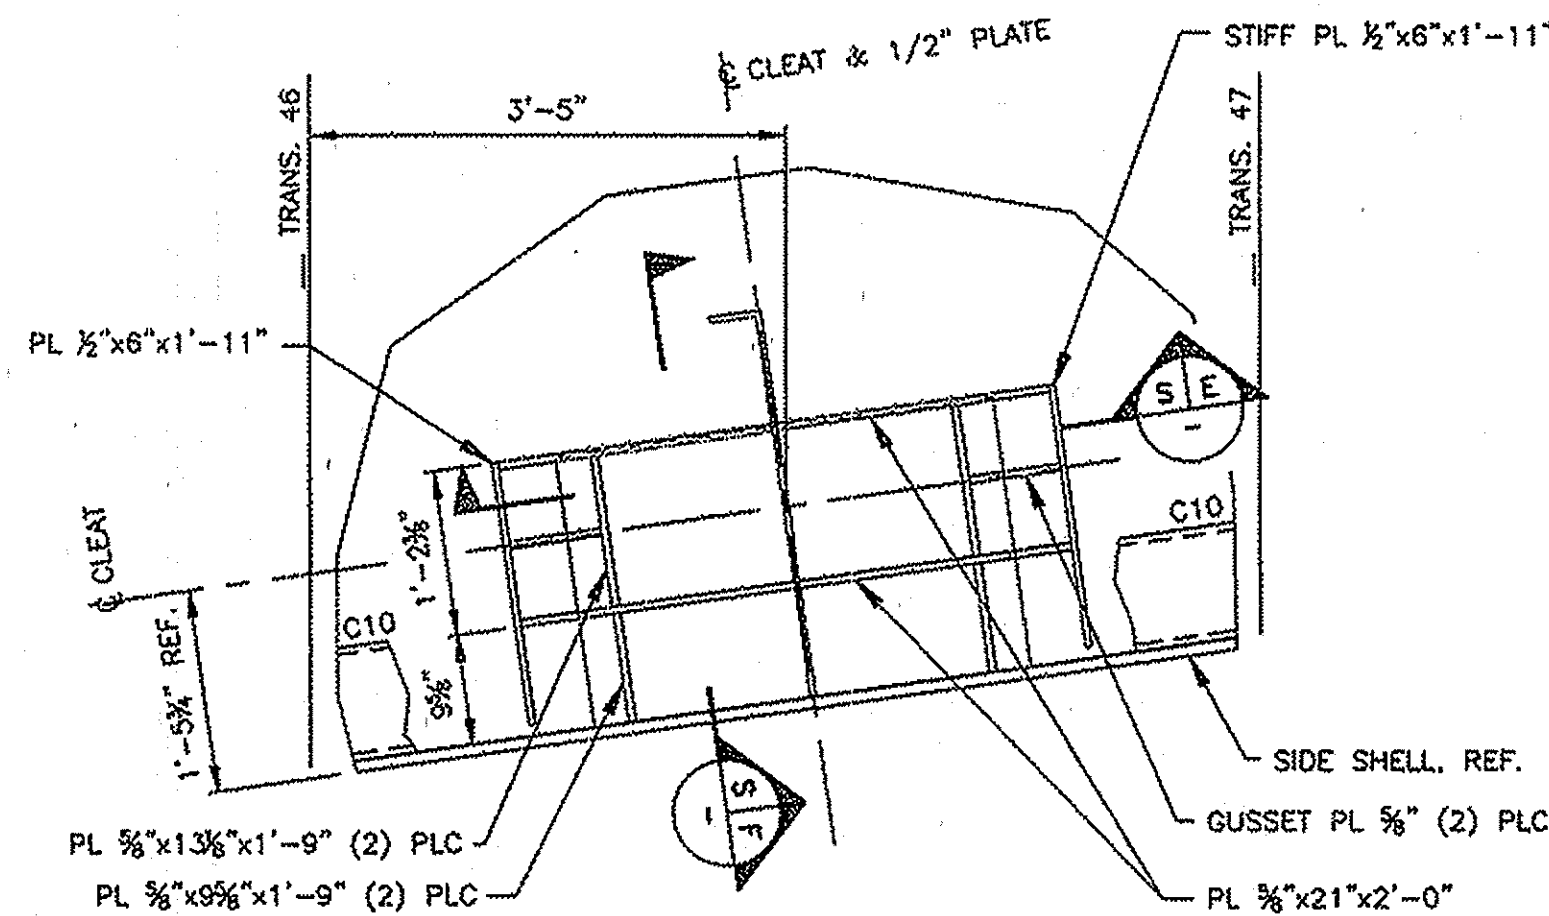 STIFF PL ½"x6"x1'-11"
℄ CLEAT & 1/2" PLATE
TRANS. 46
3'-5"
TRANS. 47
PL ½"x6"x1'-11"
S E
-
℄ CLEAT
1'-2⅜"
C10
C10
1'-5¾" REF.
9⅝"
SIDE SHELL. REF.
S F
-
GUSSET PL ⅝" (2) PLC
PL ⅝"x13⅛"x1'-9" (2) PLC
PL ⅝"x9⅝"x1'-9" (2) PLC
PL ⅝"x21"x2'-0"